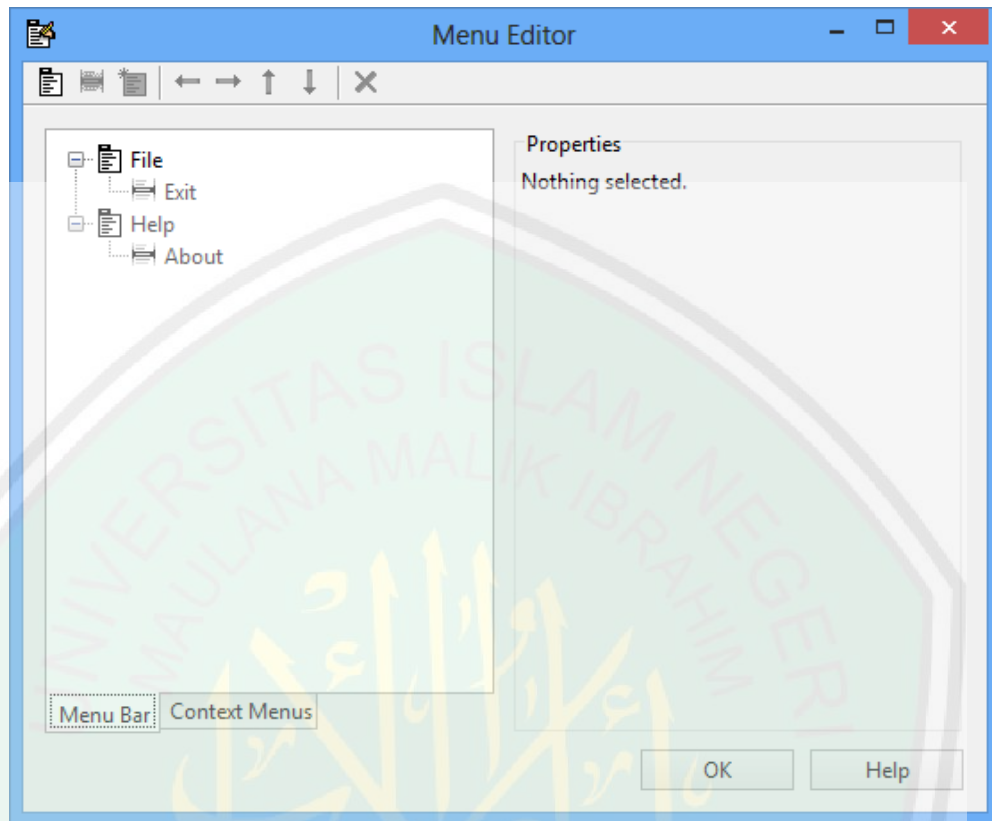 Menu Editor
Properties
Nothing selected.
File
Exit
Help
About
UNIVERSITAS ISLAM NEGERI
MAULANA MALIK IBRAHIM
Menu Bar
Context Menus
OK
Help